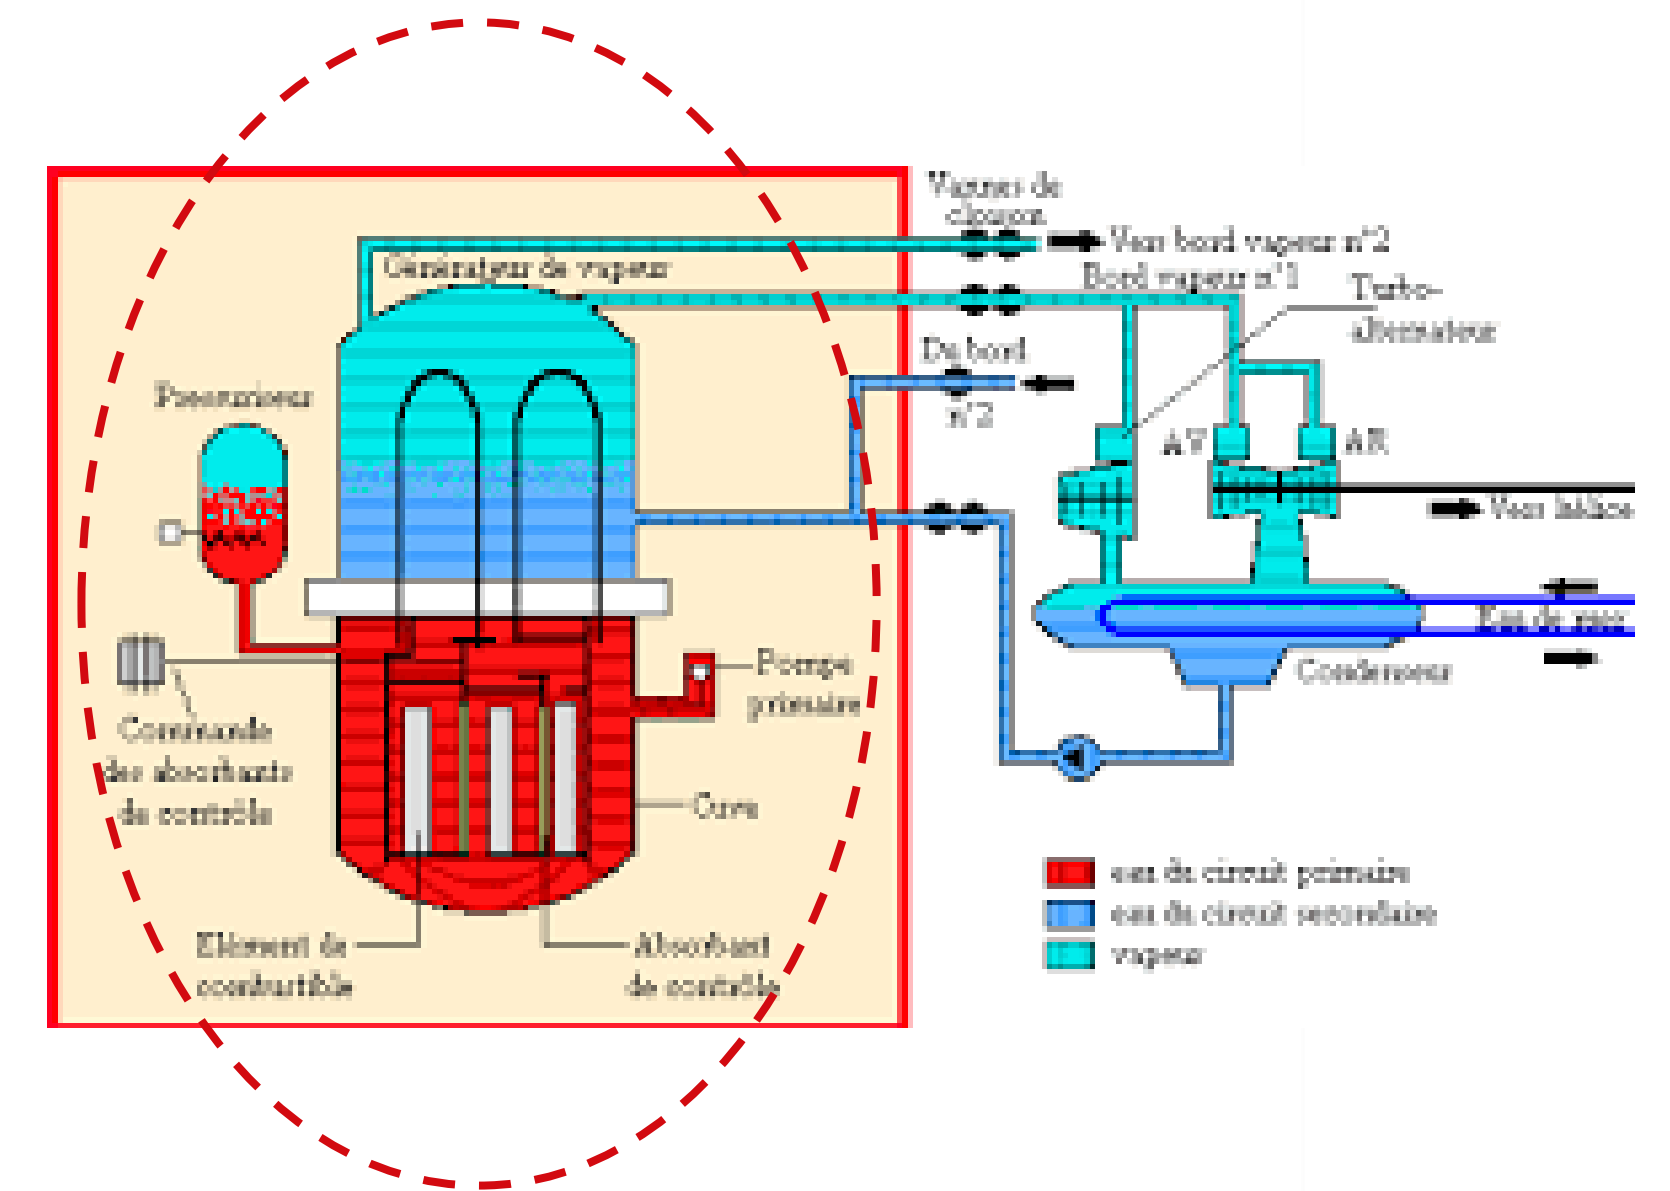 Vannes de
cloison
Vers bord vapeur n°2
Générateur de vapeur
Bord vapeur n°1
Turbo-
alternateur
Du bord
n°2
Pressuriseur
AV
AR
Vers hélice
Eau de mer
Condenseur
Pompe
primaire
Commande
des absorbants
de contrôle
Cuve
eau du circuit primaire
eau du circuit secondaire
vapeur
Elément de
combustible
Absorbant
de contrôle